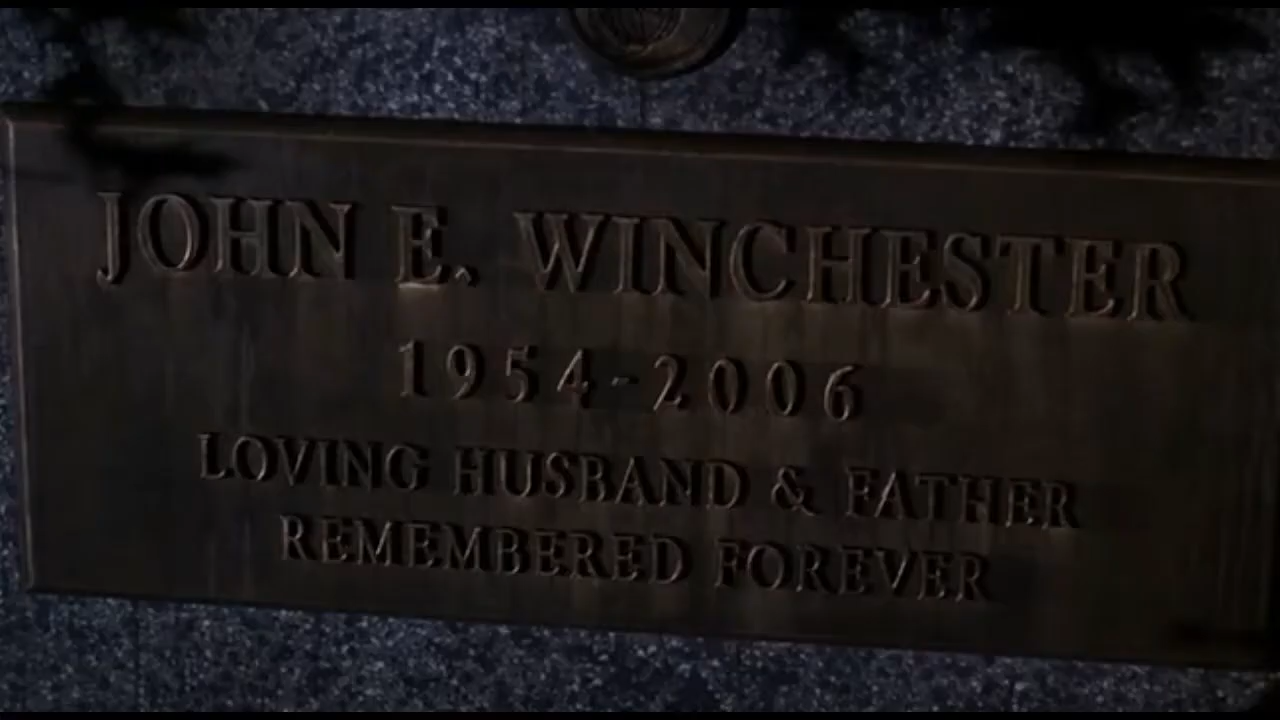 JOHN E. WINCHESTER
1954-2006
LOVING HUSBAND & FATHER
REMEMBERED FOREVER